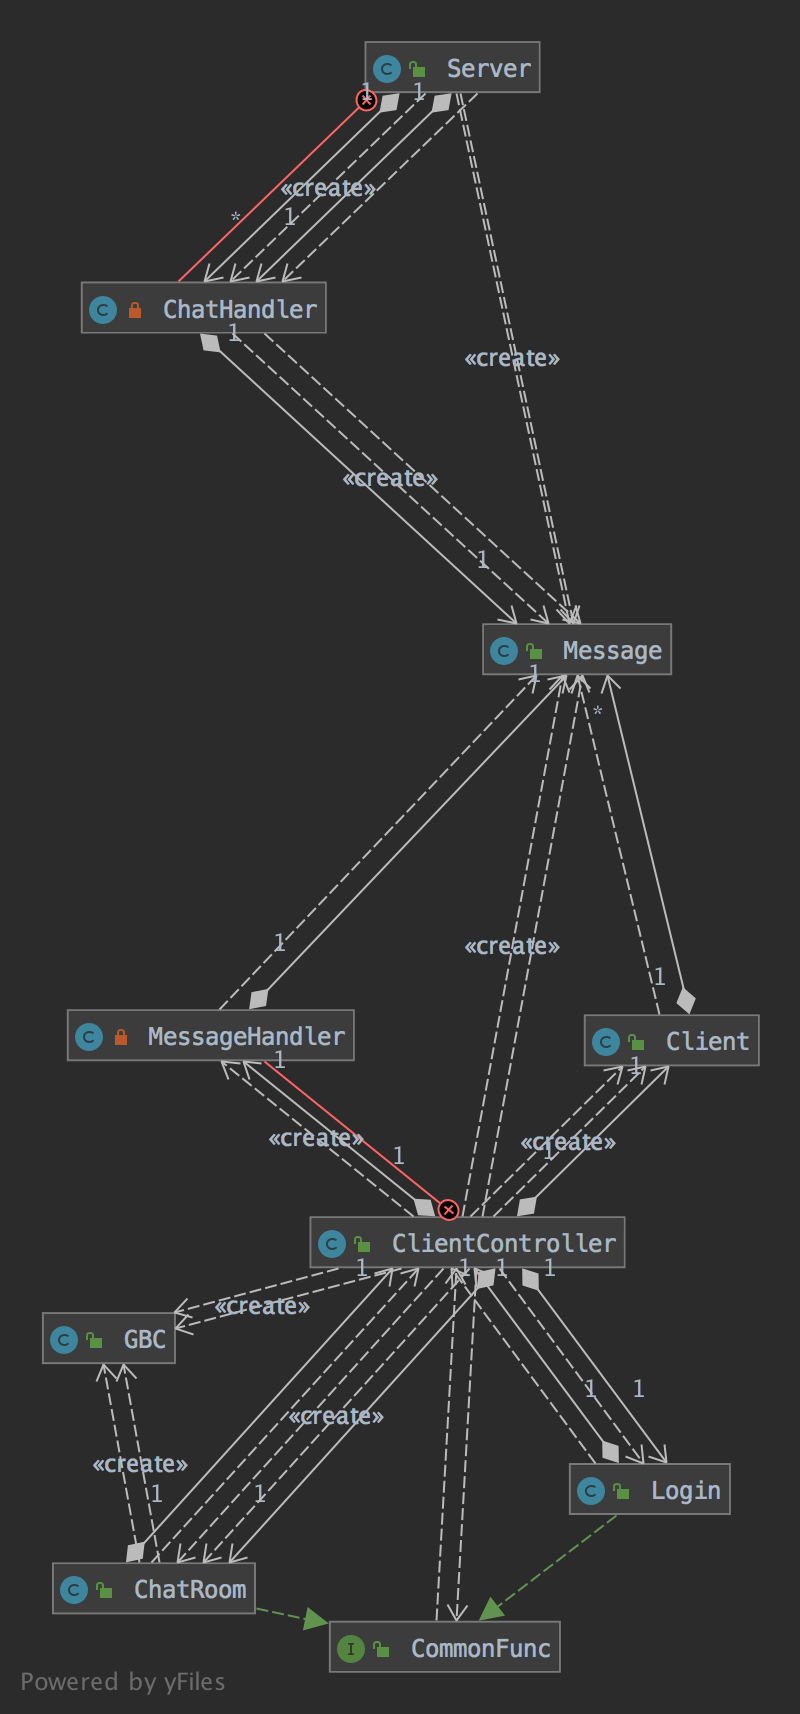 C Server
1 1
«create»
* 1
C ChatHandler
1
«create»
«create»
1
C Message
1
*
1
«create»
1
C MessageHandler
C Client
1
1
«create»
«create»
1
1
C ClientController
1 1 1 1
«create»
C GBC
1 1
«create»
«create»
1
1
C Login
C ChatRoom
I CommonFunc
Powered by yFiles